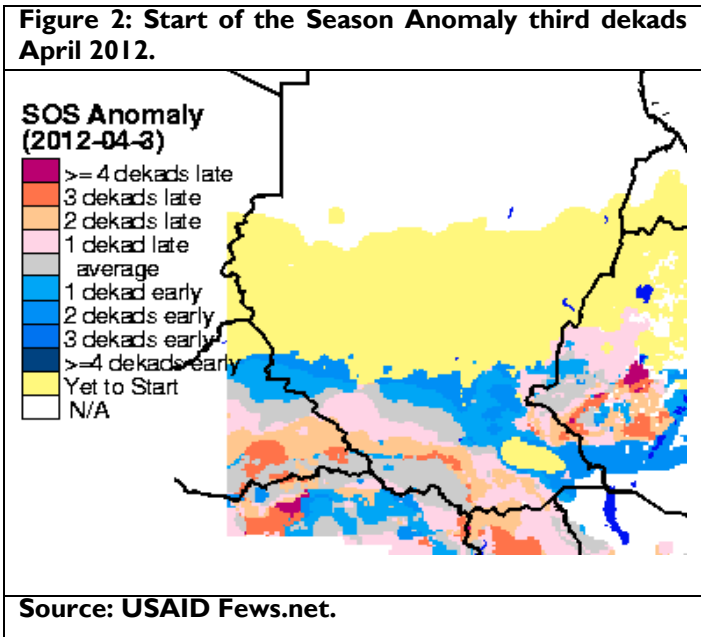 Figure 2: Start of the Season Anomaly third dekads
April 2012.
SOS Anomaly
(2012-04-3)
>= 4 dekads late
3 dekads late
2 dekads late
1 dekad late
average
1 dekad early
2 dekads early
3 dekads early
>=4 dekads early
Yet to Start
N/A
Source: USAID Fews.net.